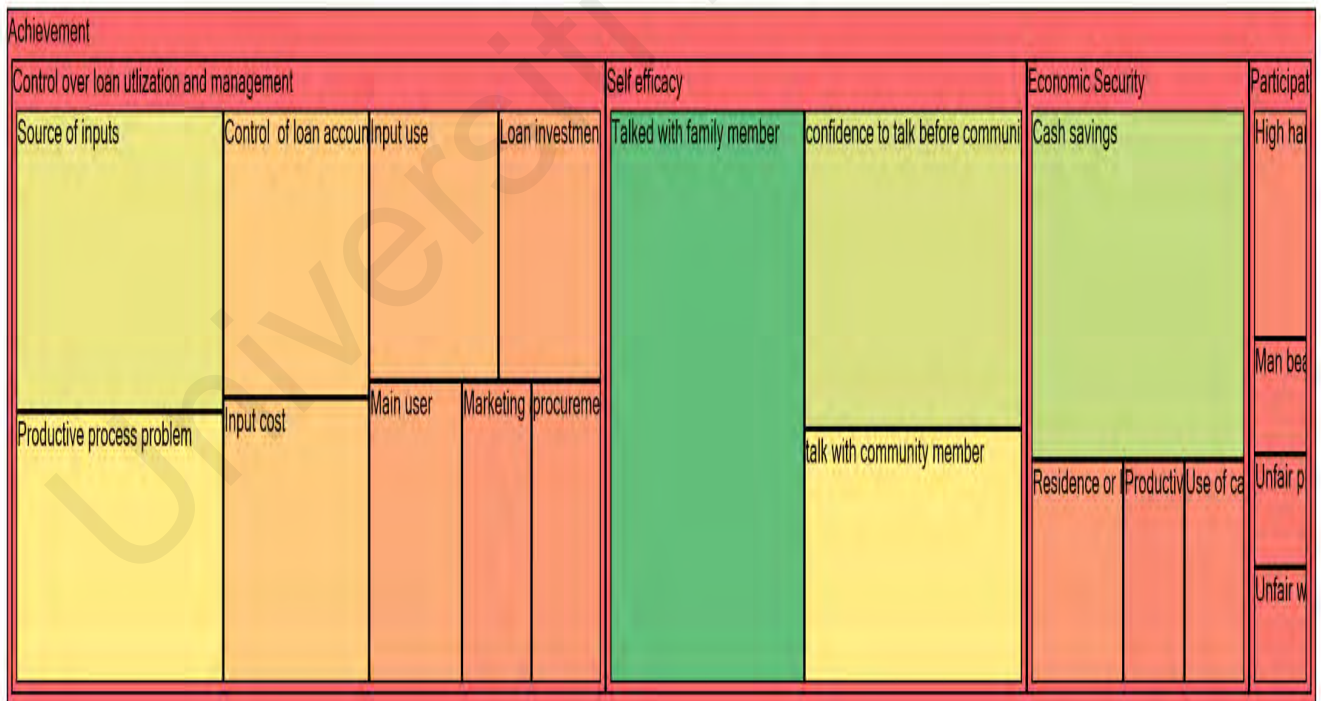 Achievement
Control over loan utlization and management
Self efficacy
Economic Security
Participat
Source of inputs
Control of loan accoun
Input use
Loan investmen
Talked with family member
confidence to talk before communi
Cash savings
High ha
Productive process problem
Input cost
Main user
Marketing
procureme
talk with community member
Residence or
Productiv
Use of ca
Man bea
Unfair p
Unfair w
Universiti